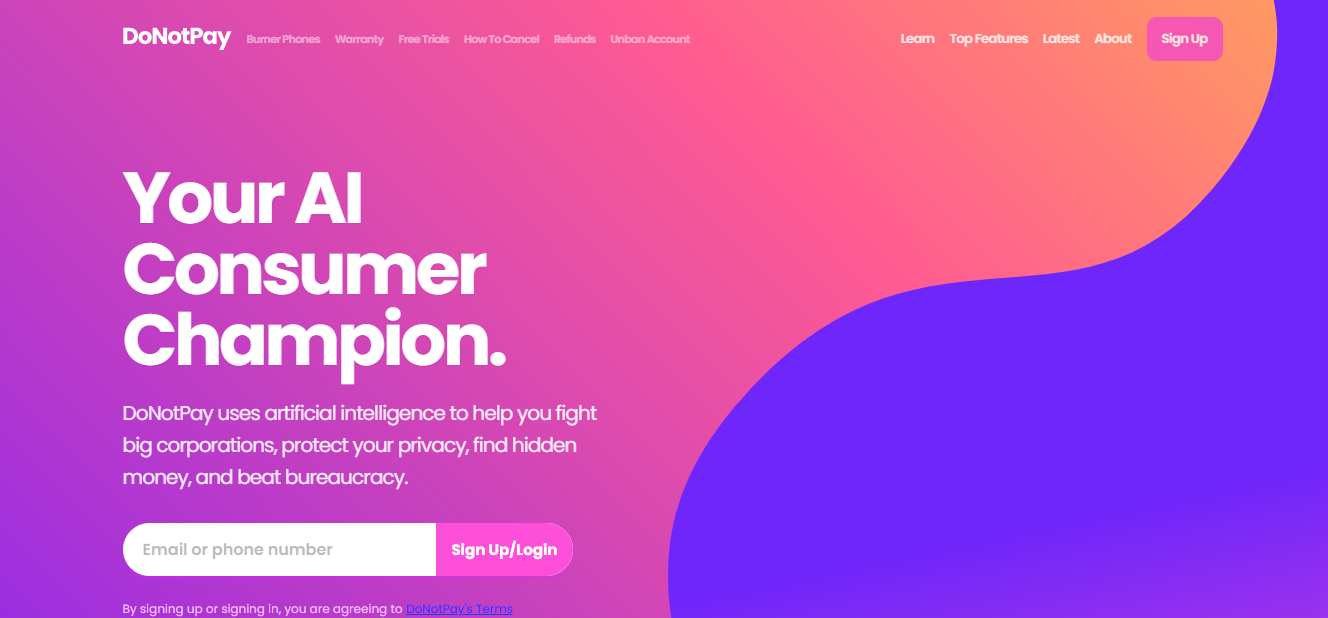 DoNotPay Burner Phones Warranty Free Trials How To Cancel Refunds Unban Account Learn Top Features Latest About Sign Up
Your AI
Consumer
Champion.
DoNotPay uses artificial intelligence to help you fight
big corporations, protect your privacy, find hidden
money, and beat bureaucracy.
Email or phone number Sign Up/Login
By signing up or signing in, you are agreeing to DoNotPay's Terms